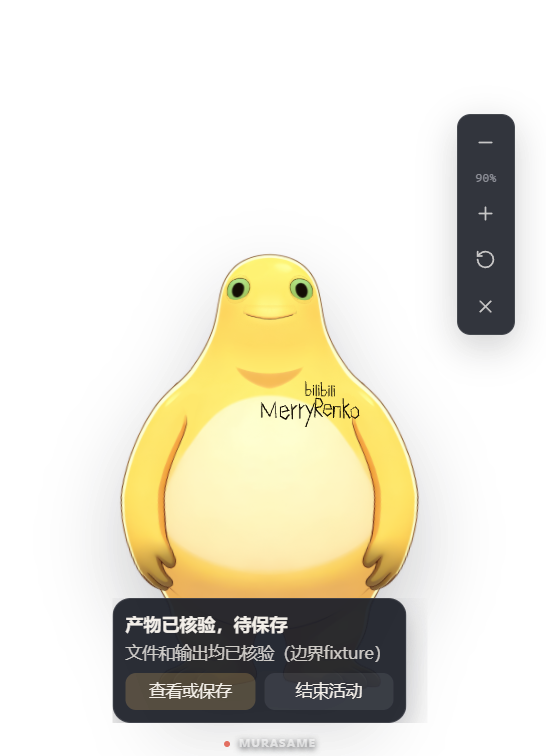 90%
bilibili
MerryRenko
产物已核验，待保存
文件和输出均已核验（边界fixture）
查看或保存
结束活动
MURASAME